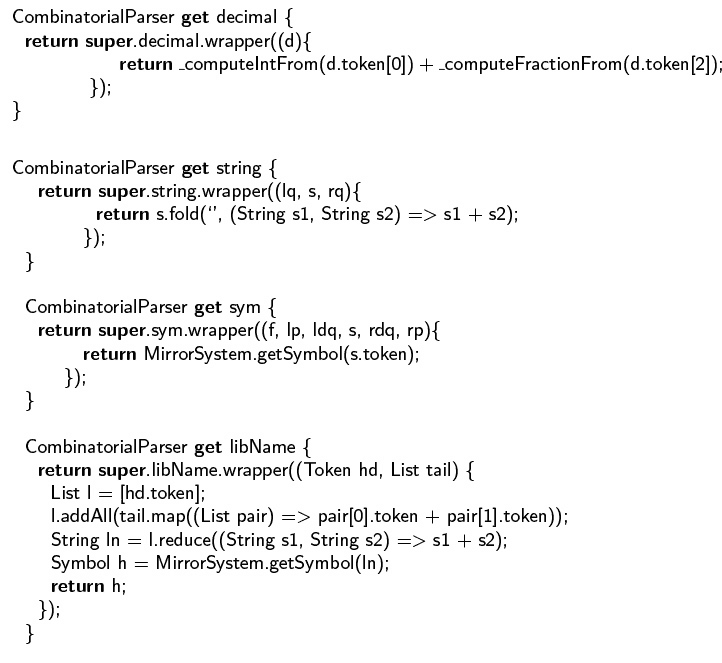 CombinatorialParser get decimal {
return super.decimal.wrapper((d){
return _computeIntFrom(d.token[0]) + _computeFractionFrom(d.token[2]);
});
}
CombinatorialParser get string {
return super.string.wrapper((lq, s, rq){
return s.fold(‘’, (String s1, String s2) => s1 + s2);
});
}
CombinatorialParser get sym {
return super.sym.wrapper((f, lp, ldq, s, rdq, rp){
return MirrorSystem.getSymbol(s.token);
});
}
CombinatorialParser get libName {
return super.libName.wrapper((Token hd, List tail) {
List l = [hd.token];
l.addAll(tail.map((List pair) => pair[0].token + pair[1].token));
String ln = l.reduce((String s1, String s2) => s1 + s2);
Symbol h = MirrorSystem.getSymbol(ln);
return h;
});
}